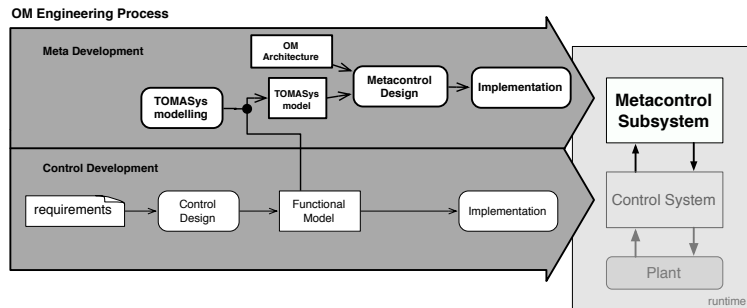 OM Engineering Process
Meta Development
OM
Architecture
TOMASys
modelling
TOMASys
model
Metacontrol
Design
Implementation
Metacontrol
Subsystem
Control Development
requirements
Control
Design
Functional
Model
Implementation
Control System
Plant
runtime